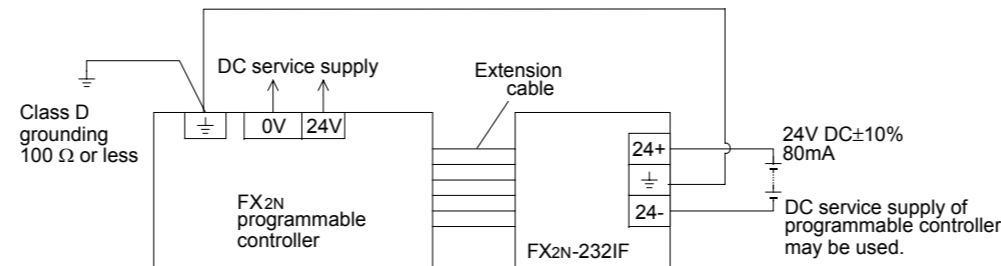 DC service supply
Extension
cable
Class D
grounding
100 Ω or less
0V
24V
24+
24-
24V DC±10%
80mA
FX2N
programmable
controller
FX2N-232IF
DC service supply of
programmable controller
may be used.